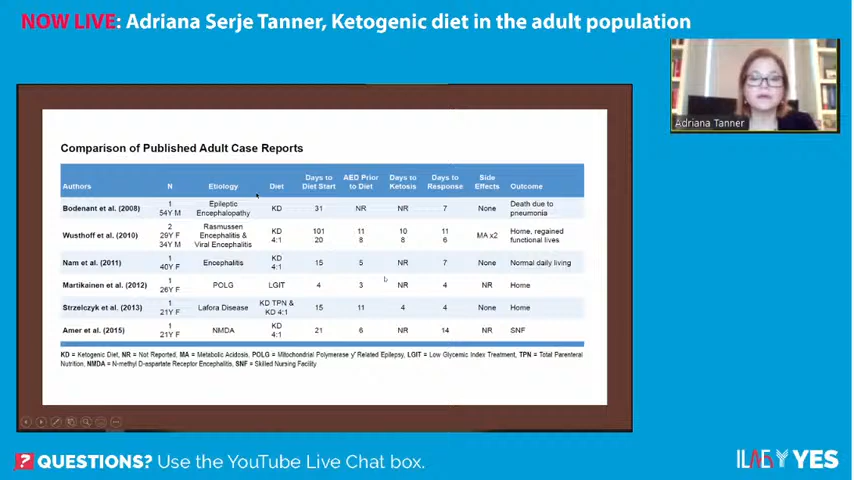 NOW LIVE: Adriana Serje Tanner, Ketogenic diet in the adult population
Adriana Tanner
Comparison of Published Adult Case Reports
Authors N Etiology Diet Days to Diet Start AED Prior to Diet Days to Ketosis Days to Response Side Effects Outcome
Bodenant et al. (2008) 1 54Y M Epileptic Encephalopathy KD 31 NR NR 7 None Death due to pneumonia
Wusthoff et al. (2010) 2 29Y F 34Y M Rasmussen Encephalitis & Viral Encephalitis KD 4:1 101 20 11 8 10 8 11 6 MA x2 Home, regained functional lives
Nam et al. (2011) 1 40Y F Encephalitis KD 4:1 15 5 NR 7 None Normal daily living
Martikainen et al. (2012) 1 26Y F POLG LGIT 4 3 NR 4 NR Home
Strzelczyk et al. (2013) 1 21Y F Lafora Disease KD TPN & KD 4:1 15 11 4 4 None Home
Amer et al. (2015) 1 21Y F NMDA KD 4:1 21 6 NR 14 NR SNF
KD = Ketogenic Diet, NR = Not Reported, MA = Metabolic Acidosis. POLG = Mitochondrial Polymerase γ Related Epilepsy, LGIT = Low Glycemic Index Treatment, TPN = Total Parenteral
Nutrition, NMDA = N-methyl D-aspartate Receptor Encephalitis, SNF = Skilled Nursing Facility
? QUESTIONS? Use the YouTube Live Chat box.
ILAE YES